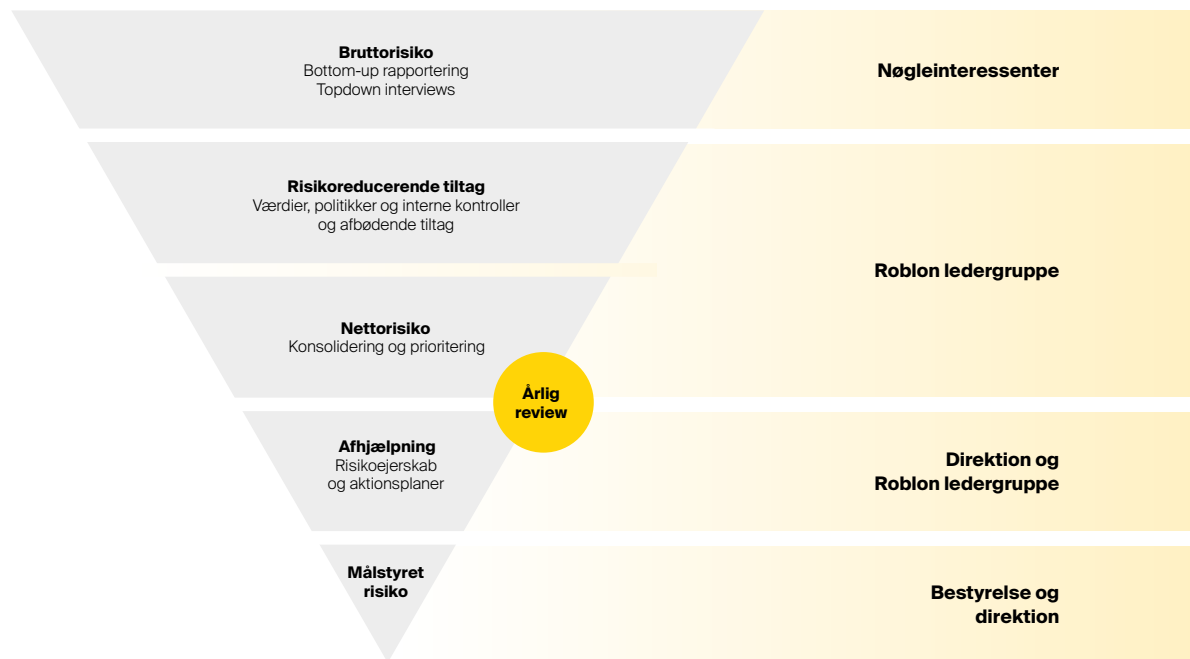 Bruttorisiko
Bottom-up rapportering
Topdown interviews
Nøgleinteressenter
Risikoreducerende tiltag
Værdier, politikker og interne kontroller
og afbødende tiltag
Roblon ledergruppe
Nettorisiko
Konsolidering og prioritering
Årlig
review
Afhjælpning
Risikoejerskab
og aktionsplaner
Direktion og
Roblon ledergruppe
Målstyret
risiko
Bestyrelse og
direktion